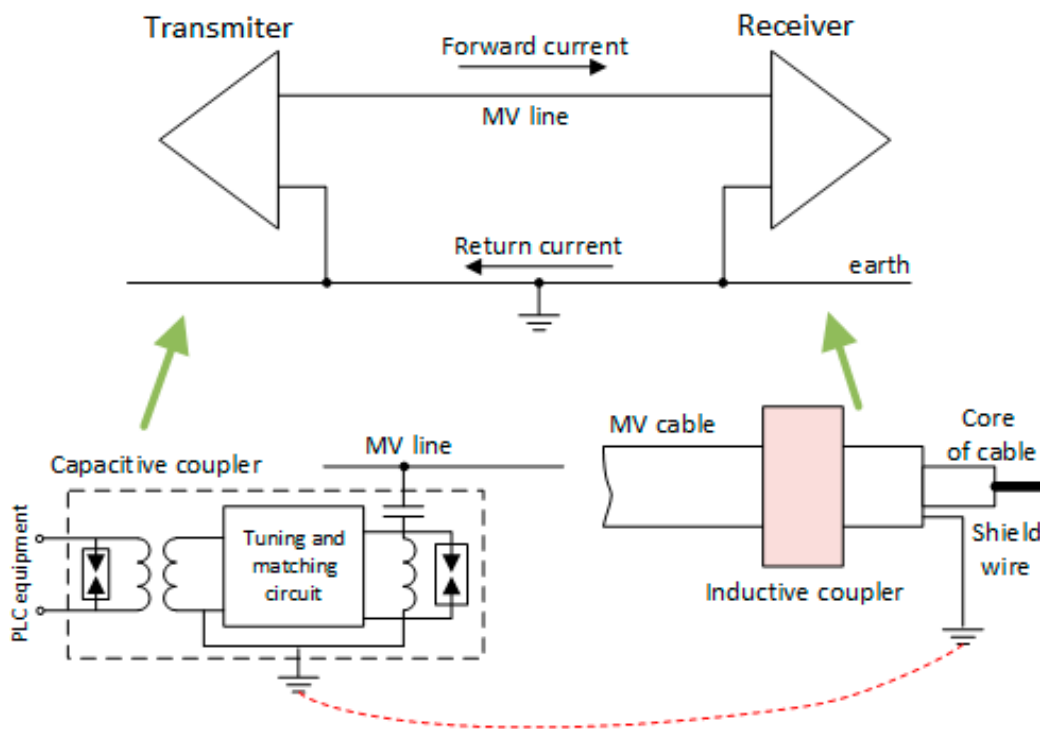 Transmiter
Receiver
Forward current
MV line
Return current
earth
MV line
Capacitive coupler
PLC equipment
Tuning and
matching
circuit
MV cable
Core
of cable
Shield
wire
Inductive coupler